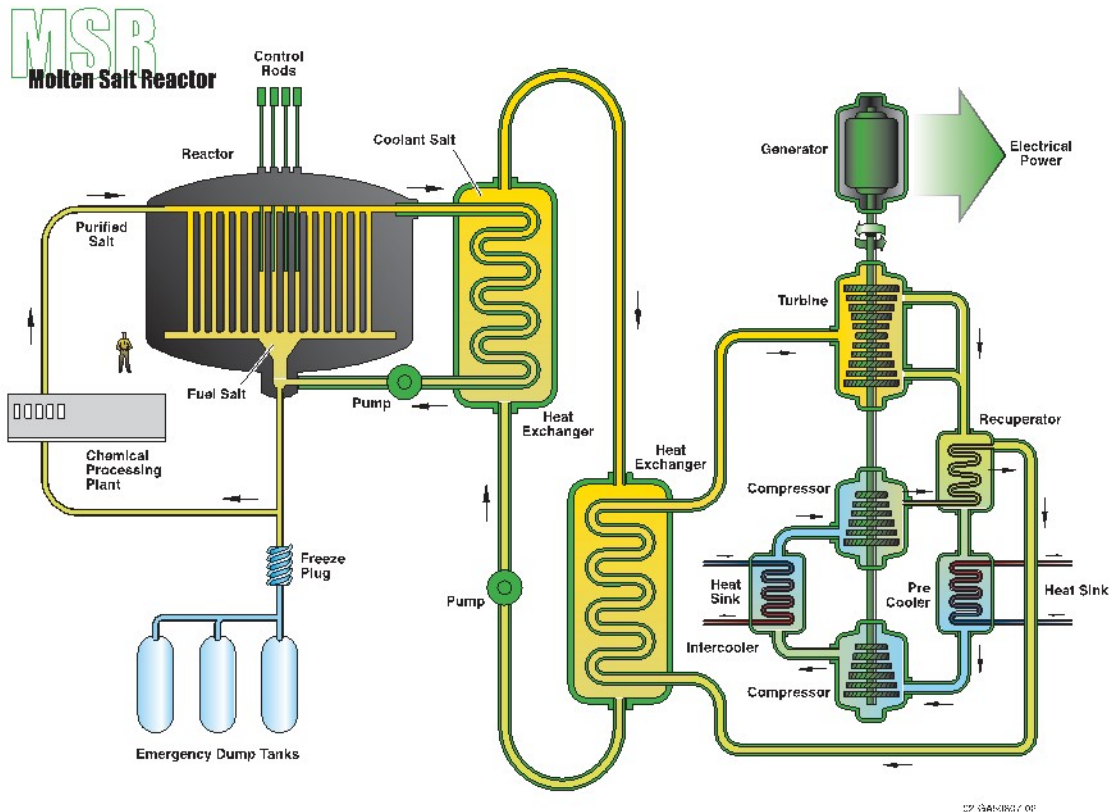 MSR
Molten Salt Reactor
Control
Rods
Reactor
Coolant Salt
Generator
Electrical
Power
Purified
Salt
Turbine
Fuel Salt
Pump
Heat
Exchanger
Recuperator
Chemical
Processing
Plant
Heat
Exchanger
Compressor
Freeze
Plug
Pump
Heat
Sink
Pre
Cooler
Heat Sink
Intercooler
Compressor
Emergency Dump Tanks